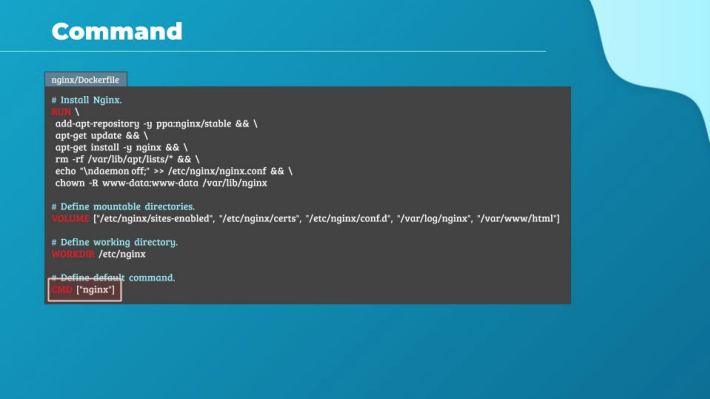 Command
nginx/Dockerfile
# Install Nginx.
RUN \
add-apt-repository -y ppa:nginx/stable && \
apt-get update && \
apt-get install -y nginx && \
rm -rf /var/lib/apt/lists/* && \
echo "\ndaemon off;" >> /etc/nginx/nginx.conf && \
chown -R www-data:www-data /var/lib/nginx
# Define mountable directories.
VOLUME ["/etc/nginx/sites-enabled", "/etc/nginx/certs", "/etc/nginx/conf.d", "/var/log/nginx", "/var/www/html"]
# Define working directory.
WORKDIR /etc/nginx
# Define default command.
CMD ["nginx"]